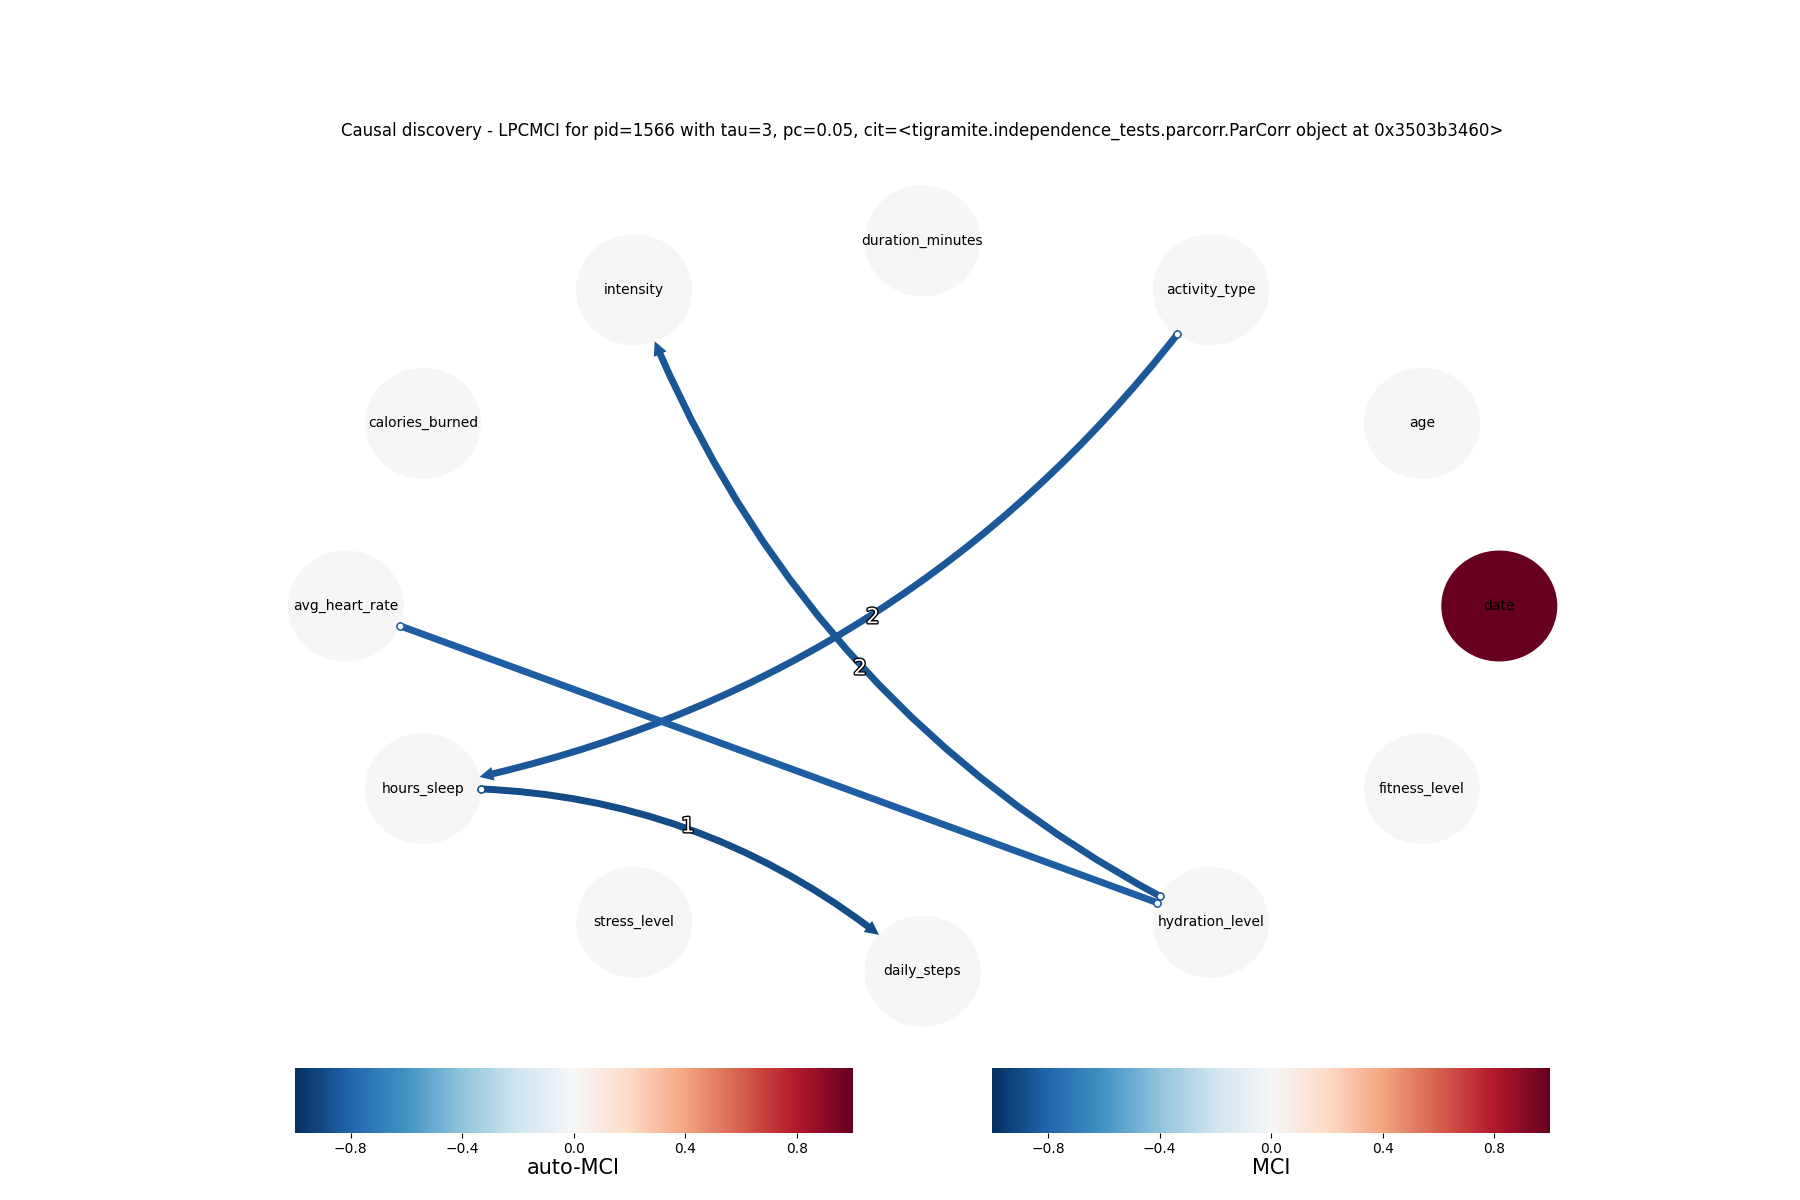 Causal discovery - LPCMCI for pid=1566 with tau=3, pc=0.05, cit=<tigramite.independence_tests.parcorr.ParCorr object at 0x3503b3460>
duration_minutes
intensity
activity_type
calories_burned
age
avg_heart_rate
date
2
2
hours_sleep
fitness_level
1
stress_level
hydration_level
daily_steps
−0.8 −0.4 0.0 0.4 0.8
auto-MCI
−0.8 −0.4 0.0 0.4 0.8
MCI